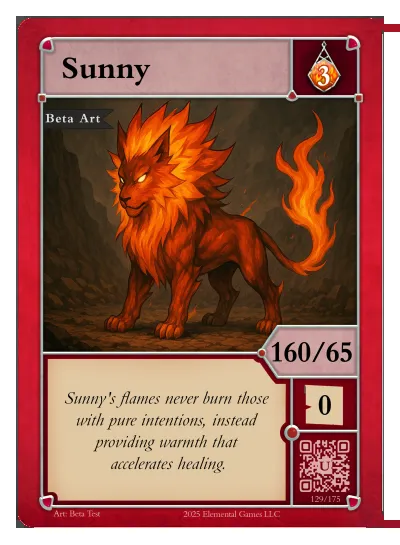 Sunny
3
Beta Art
160/65
Sunny's flames never burn those
with pure intentions, instead
providing warmth that
accelerates healing.
0
U
129/175
Art: Beta Test
2025 Elemental Games LLC